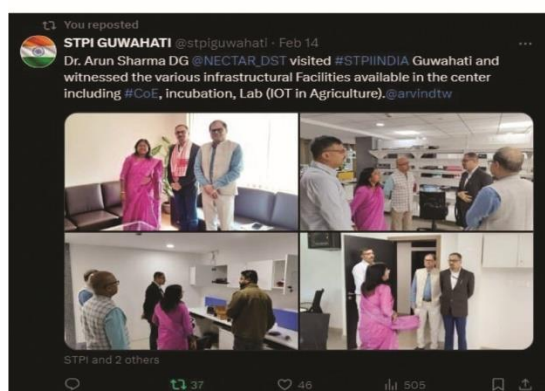 You reposted
STPI GUWAHATI @stpiguwahati · Feb 14
Dr. Arun Sharma DG @NECTAR_DST visited #STPIINDIA Guwahati and
witnessed the various infrastructural Facilities available in the center
including #CoE, incubation, Lab (IOT in Agriculture).@arvindtw
STPI and 2 others
37 46 505